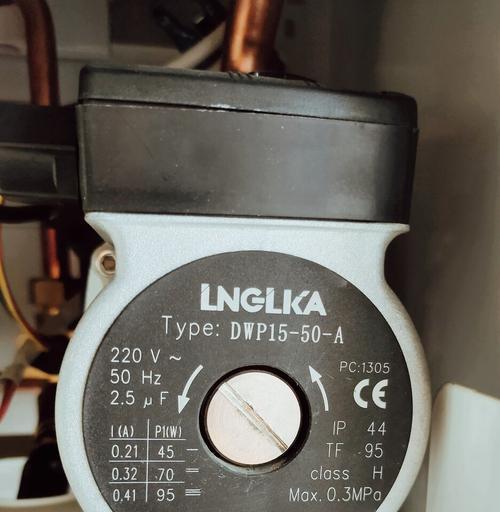 LNGLKA
Type: DWP15-50-A
220 V ~
50 Hz
2.5 μF
PC:1305
CE
I (A) P1(W)
0.21 45 –
0.32 70 =
0.41 95 ≡
IP 44
TF 95
class H
Max. 0.3MPa